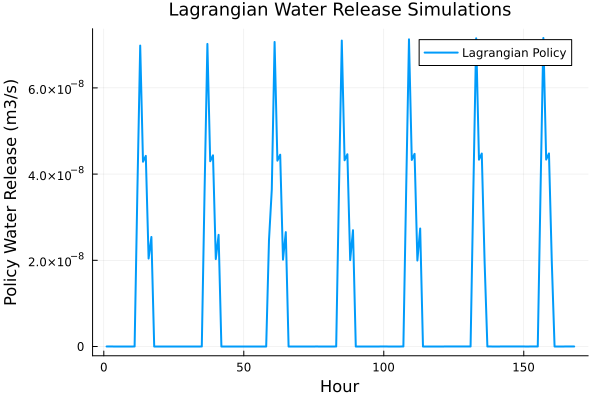 Lagrangian Water Release Simulations
Policy Water Release (m3/s)
6.0×10⁻⁸
4.0×10⁻⁸
2.0×10⁻⁸
0
Lagrangian Policy
0 50 100 150
Hour